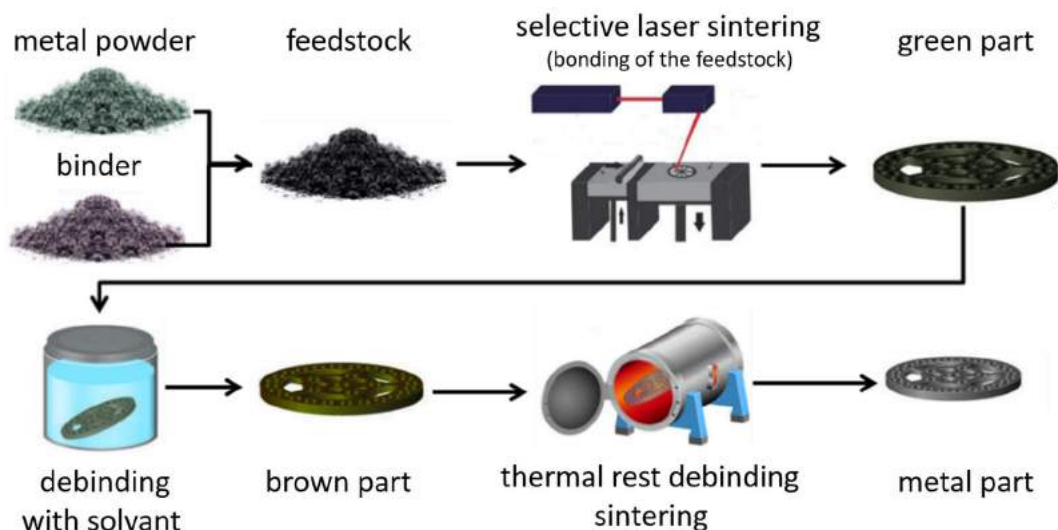 metal powder
feedstock
selective laser sintering
(bonding of the feedstock)
green part
binder
debinding
with solvant
brown part
thermal rest debinding
sintering
metal part